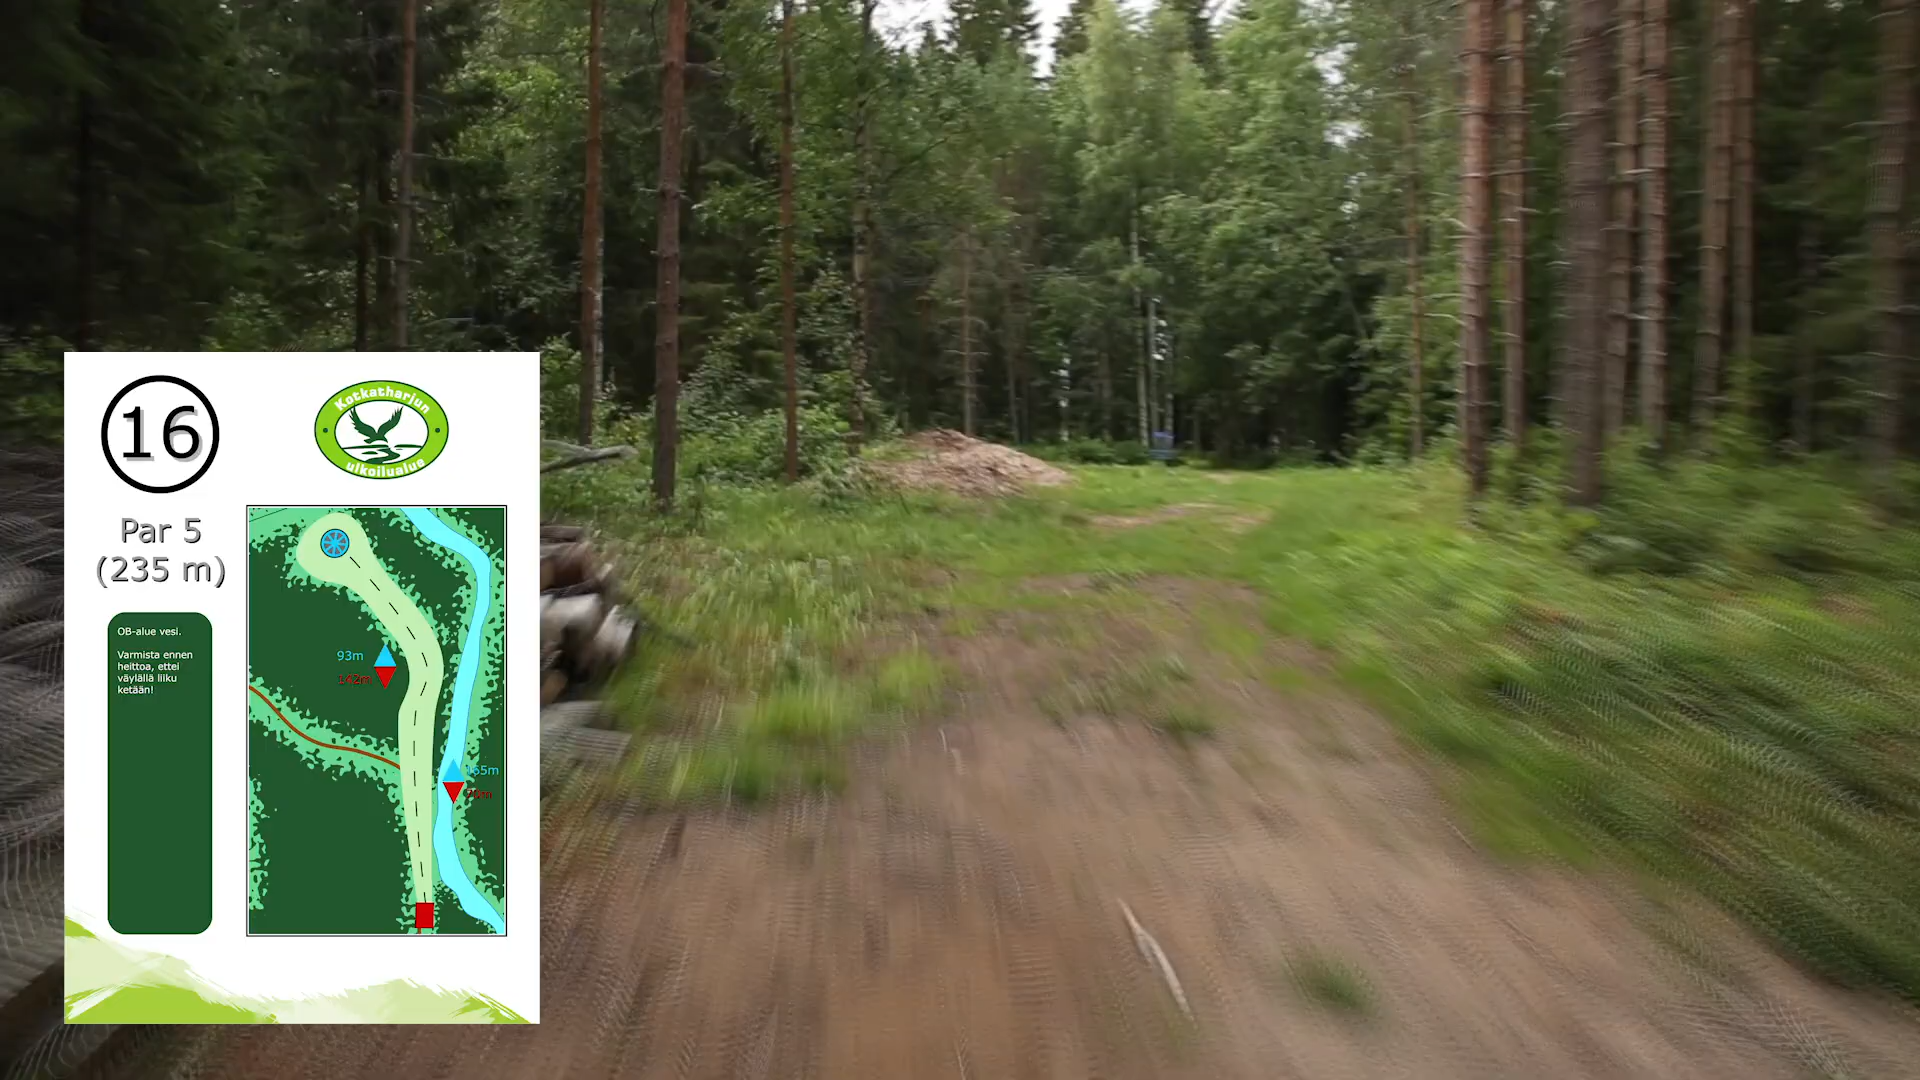 16
Kotkatharjun
ulkoilualue
Par 5
(235 m)
OB-alue vesi.
Varmista ennen
heittoa, ettei
väylällä liiku
ketään!
93m
142m
165m
70m